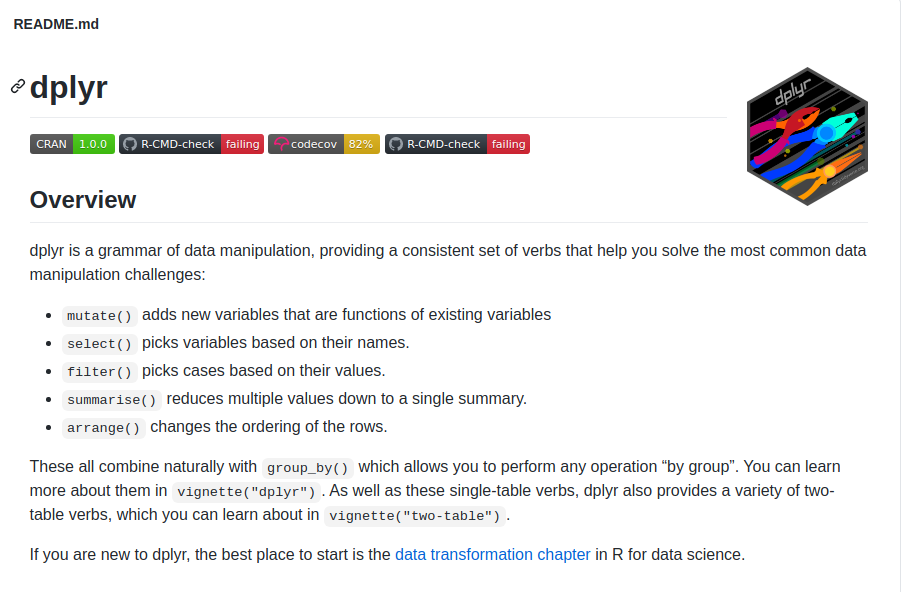 README.md
dplyr
dplyr
CRAN 1.0.0 R-CMD-check failing codecov 82% R-CMD-check failing
Overview
dplyr is a grammar of data manipulation, providing a consistent set of verbs that help you solve the most common data
manipulation challenges:
mutate() adds new variables that are functions of existing variables
select() picks variables based on their names.
filter() picks cases based on their values.
summarise() reduces multiple values down to a single summary.
arrange() changes the ordering of the rows.
These all combine naturally with group_by() which allows you to perform any operation “by group”. You can learn
more about them in vignette("dplyr"). As well as these single-table verbs, dplyr also provides a variety of two-
table verbs, which you can learn about in vignette("two-table").
If you are new to dplyr, the best place to start is the data transformation chapter in R for data science.